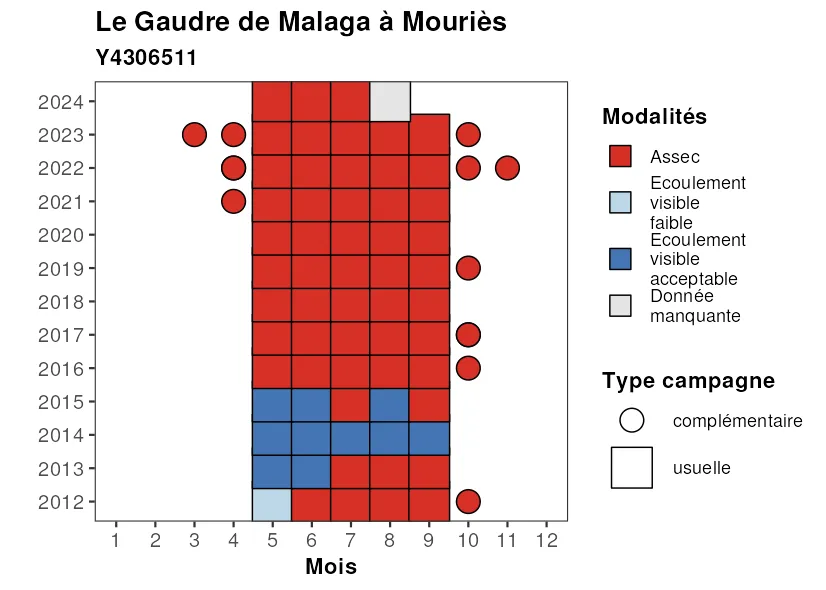 Le Gaudre de Malaga à Mouriès
Y4306511
2024
2023
2022
2021
2020
2019
2018
2017
2016
2015
2014
2013
2012
1 2 3 4 5 6 7 8 9 10 11 12
Mois
Modalités
Assec
Ecoulement
visible
faible
Ecoulement
visible
acceptable
Donnée
manquante
Type campagne
complémentaire
usuelle